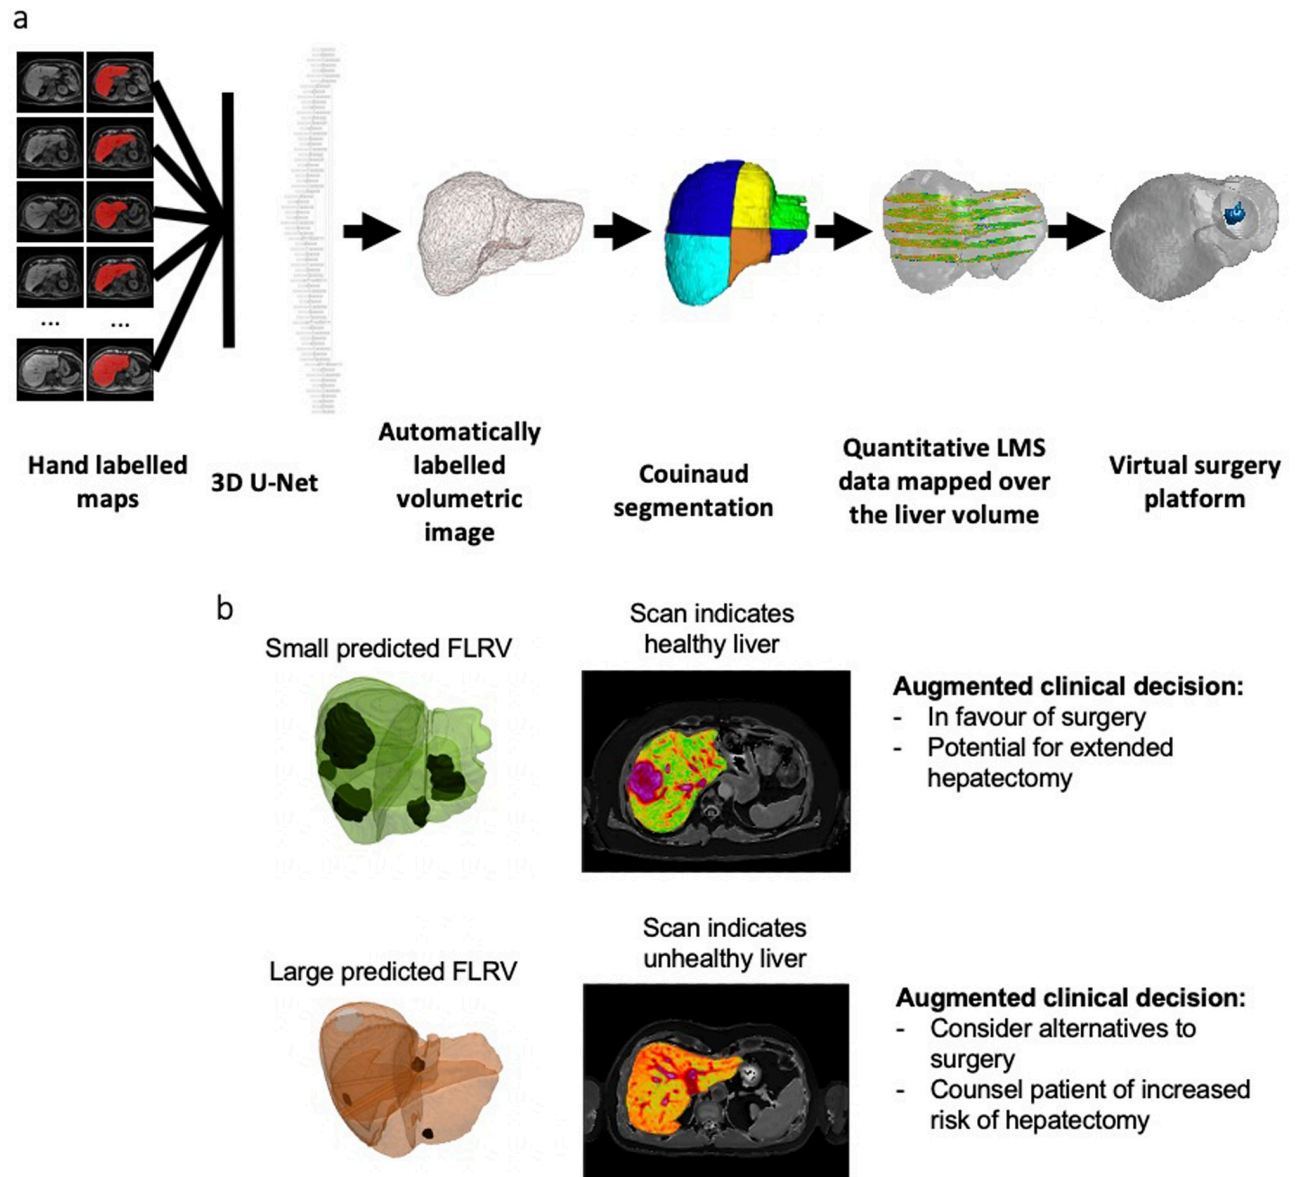 a
... ...
Hand labelled
maps
3D U-Net
Automatically
labelled
volumetric
image
Couinaud
segmentation
Quantitative LMS
data mapped over
the liver volume
Virtual surgery
platform
b
Small predicted FLRV
Scan indicates
healthy liver
Augmented clinical decision:
- In favour of surgery
- Potential for extended
hepatectomy
Large predicted FLRV
Scan indicates
unhealthy liver
Augmented clinical decision:
- Consider alternatives to
surgery
- Counsel patient of increased
risk of hepatectomy